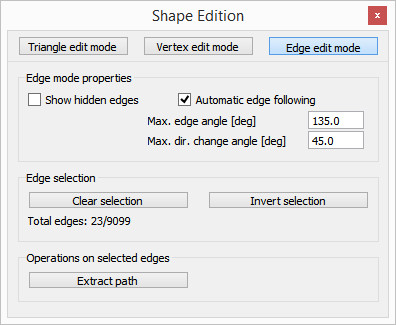 Shape Edition
x
Triangle edit mode Vertex edit mode Edge edit mode
Edge mode properties
Show hidden edges Automatic edge following
Max. edge angle [deg] 135.0
Max. dir. change angle [deg] 45.0
Edge selection
Clear selection Invert selection
Total edges: 23/9099
Operations on selected edges
Extract path